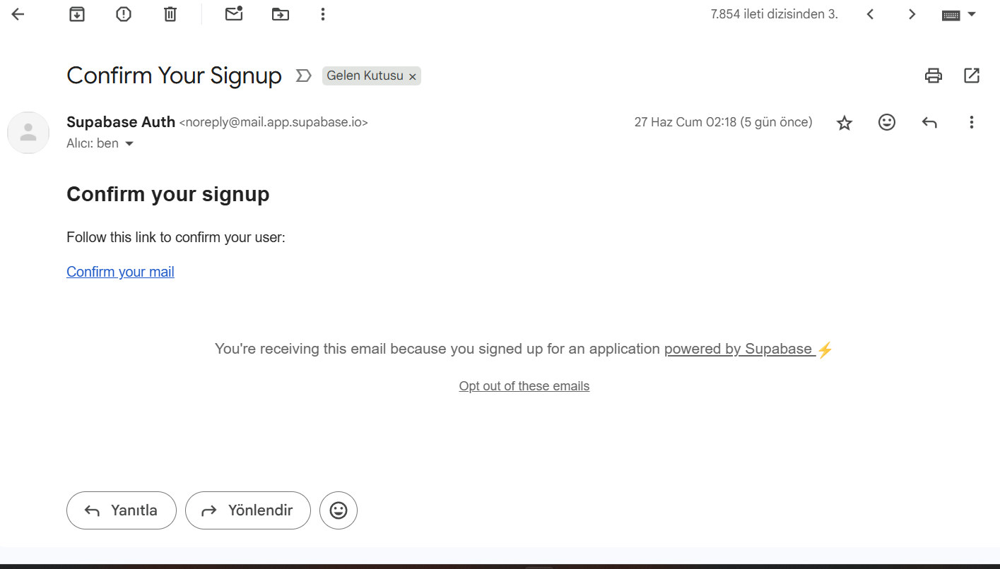 7.854 ileti dizisinden 3.
Confirm Your Signup
Gelen Kutusu ×
Supabase Auth <noreply@mail.app.supabase.io>
27 Haz Cum 02:18 (5 gün önce)
Alıcı: ben
Confirm your signup
Follow this link to confirm your user:
Confirm your mail
You're receiving this email because you signed up for an application powered by Supabase ⚡
Opt out of these emails
Yanıtla
Yönlendir